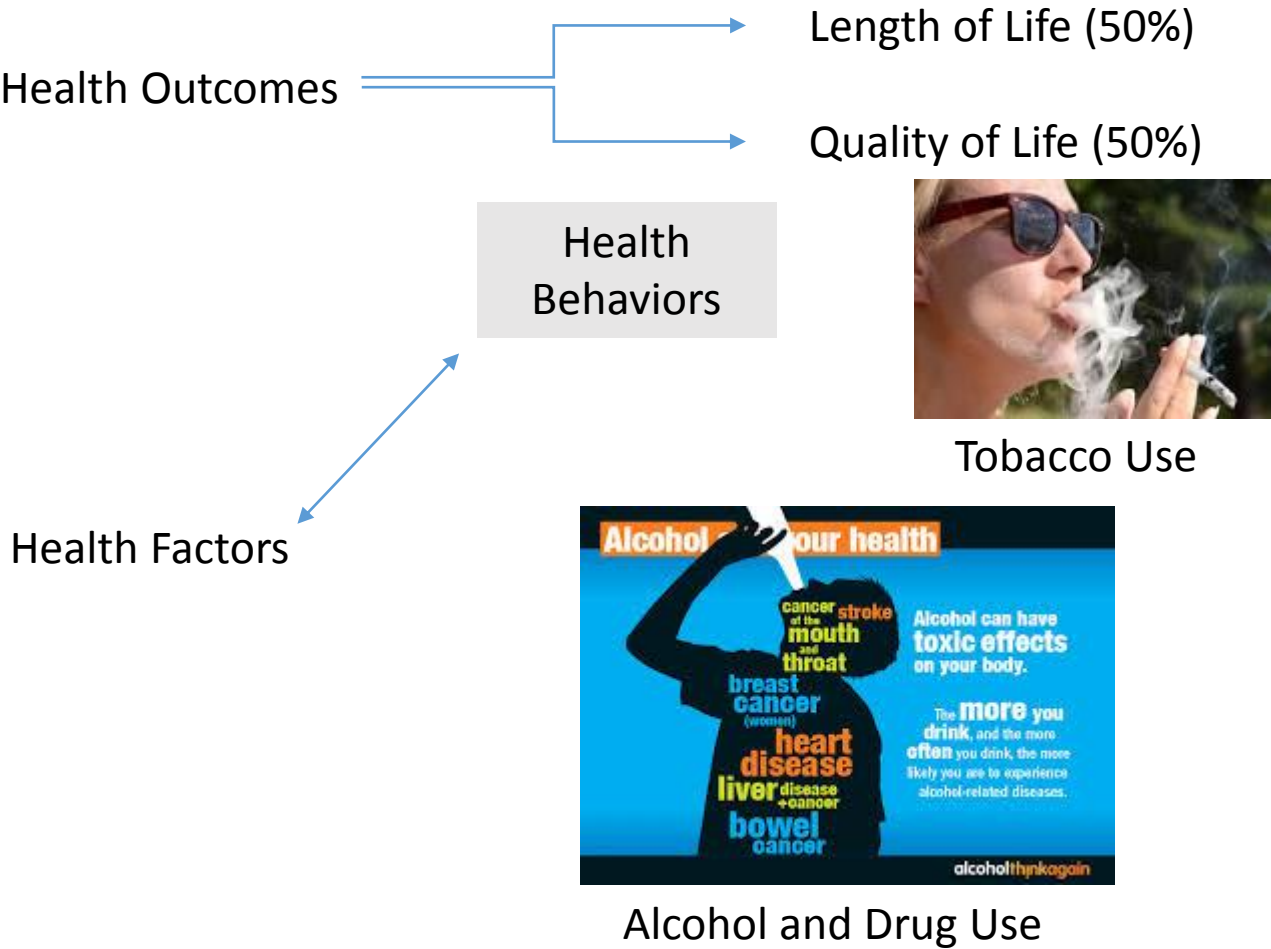 Length of Life (50%)
Health Outcomes
Quality of Life (50%)
Health
Behaviors
Tobacco Use
Health Factors
Alcohol your health
cancer stroke
of the
mouth
and
throat
breast
cancer
(women)
heart
disease
liver disease
+cancer
bowel
cancer
Alcohol can have
toxic effects
on your body.
The more you
drink, and the more
often you drink, the more
likely you are to experience
alcohol-related diseases.
alcoholthinkagain
Alcohol and Drug Use